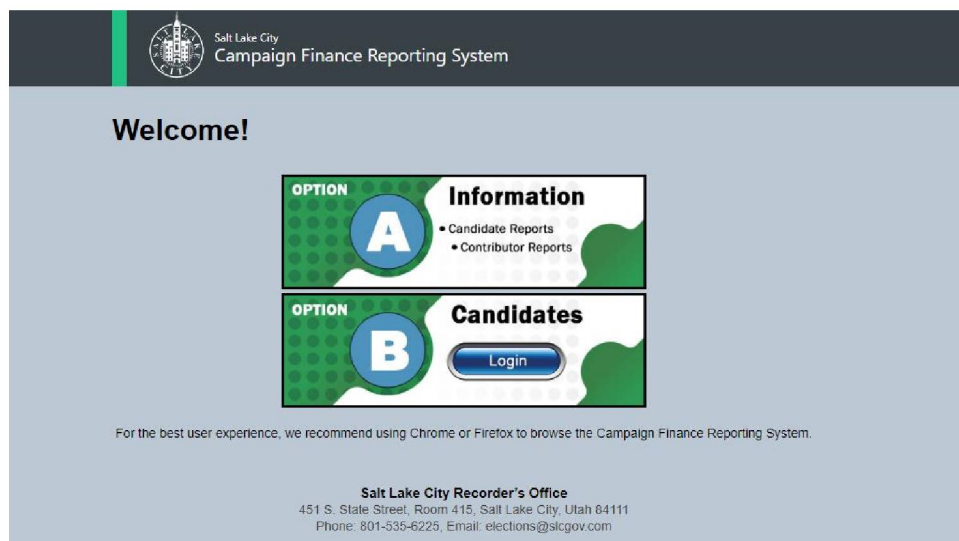 SALT LAKE CITY
Salt Lake City
Campaign Finance Reporting System
Welcome!
OPTION
A
Information
• Candidate Reports
• Contributor Reports
OPTION
B
Candidates
Login
For the best user experience, we recommend using Chrome or Firefox to browse the Campaign Finance Reporting System.
Salt Lake City Recorder's Office
451 S. State Street, Room 415, Salt Lake City, Utah 84111
Phone: 801-535-6225, Email: elections@slcgov.com